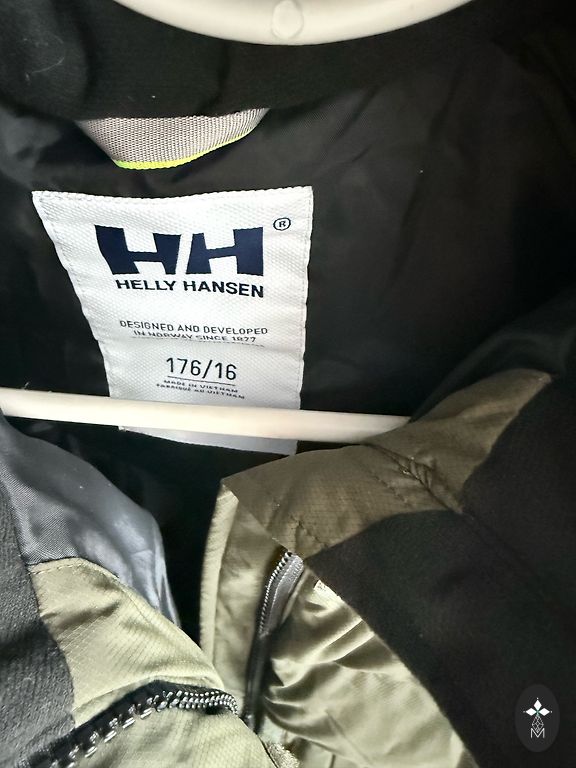 HH®
HELLY HANSEN
DESIGNED AND DEVELOPED
IN NORWAY SINCE 1877
176/16
MADE IN VIETNAM
FABRIQUÉ AU VIETNAM
M